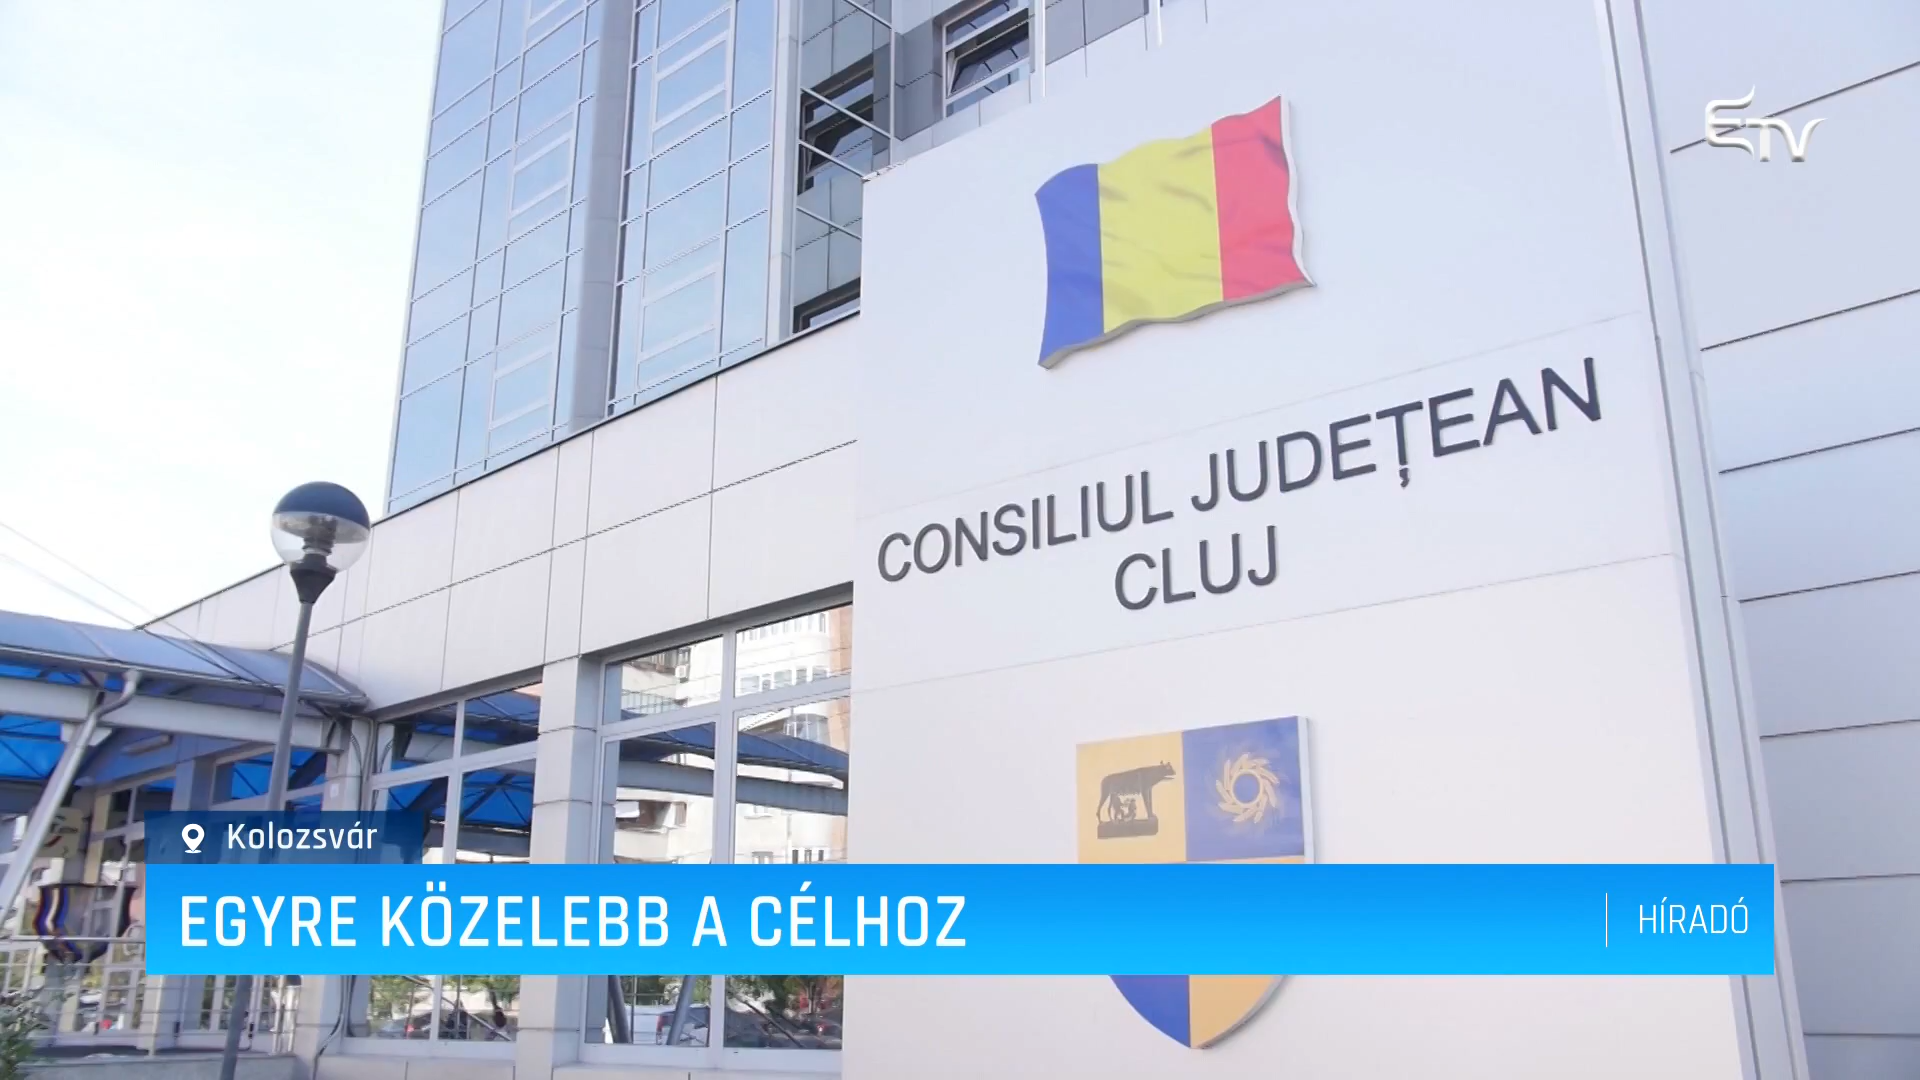 ETV
CONSILIUL JUDEȚEAN
CLUJ
Kolozsvár
EGYRE KÖZELEBB A CÉLHOZ
HÍRADÓ